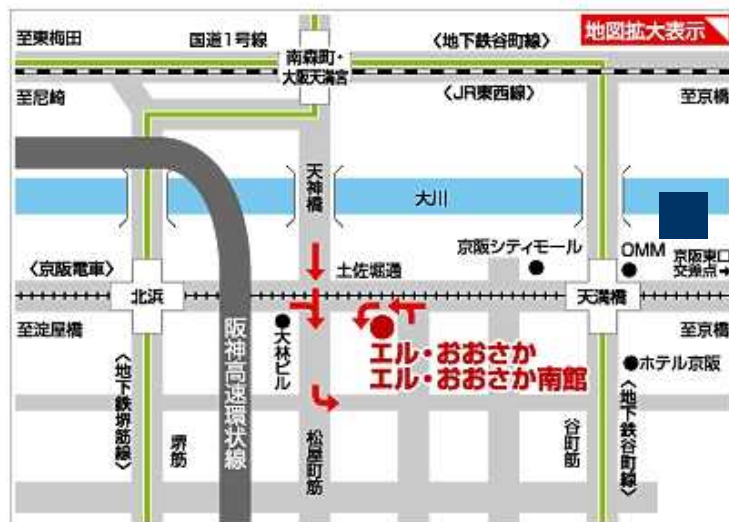 至東梅田
国道1号線
南森町・
大阪天満宮
〈地下鉄谷町線〉
地図拡大表示
至尼崎
〈JR東西線〉
至京橋
天神橋
大川
〈京阪電車〉
北浜
土佐堀通
京阪シティモール
OMM
京阪東口
交差点→
天満橋
至淀屋橋
至京橋
大林ビル
エル・おおさか
エル・おおさか南館
ホテル京阪
阪神高速環状線
〈地下鉄堺筋線〉
堺筋
松屋町筋
谷町筋
〈地下鉄谷町線〉